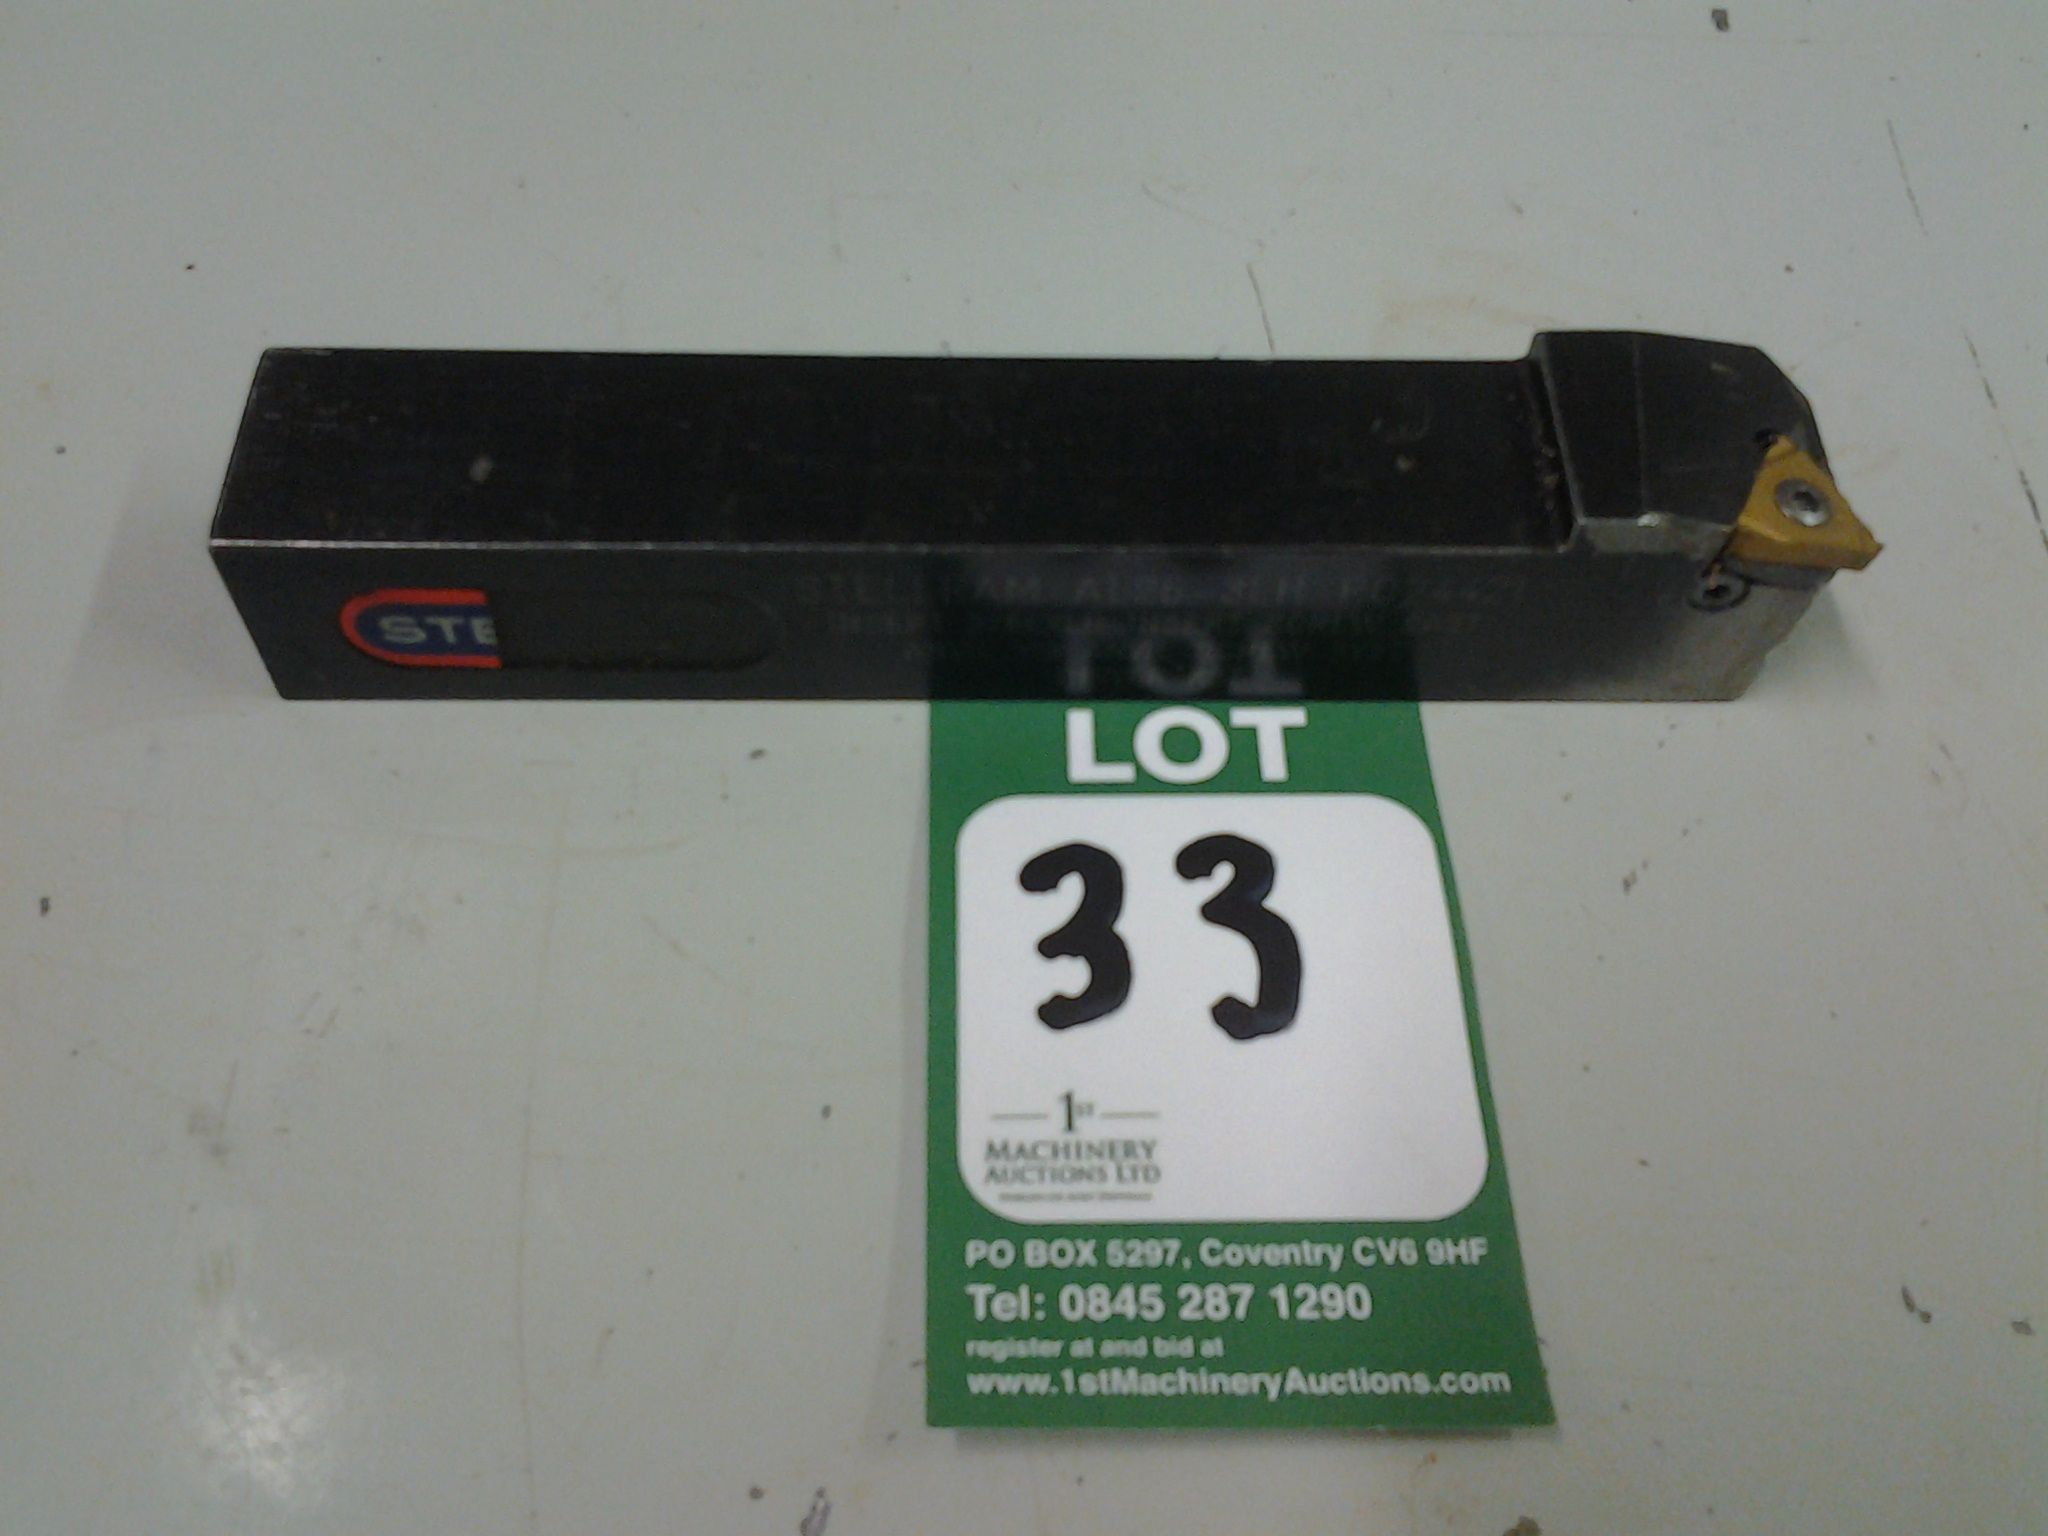 STE
LOT
33
1ST
MACHINERY
AUCTIONS LTD
PO BOX 5297, Coventry CV6 9HF
Tel: 0845 287 1290
register at and bid at
www.1stMachineryAuctions.com